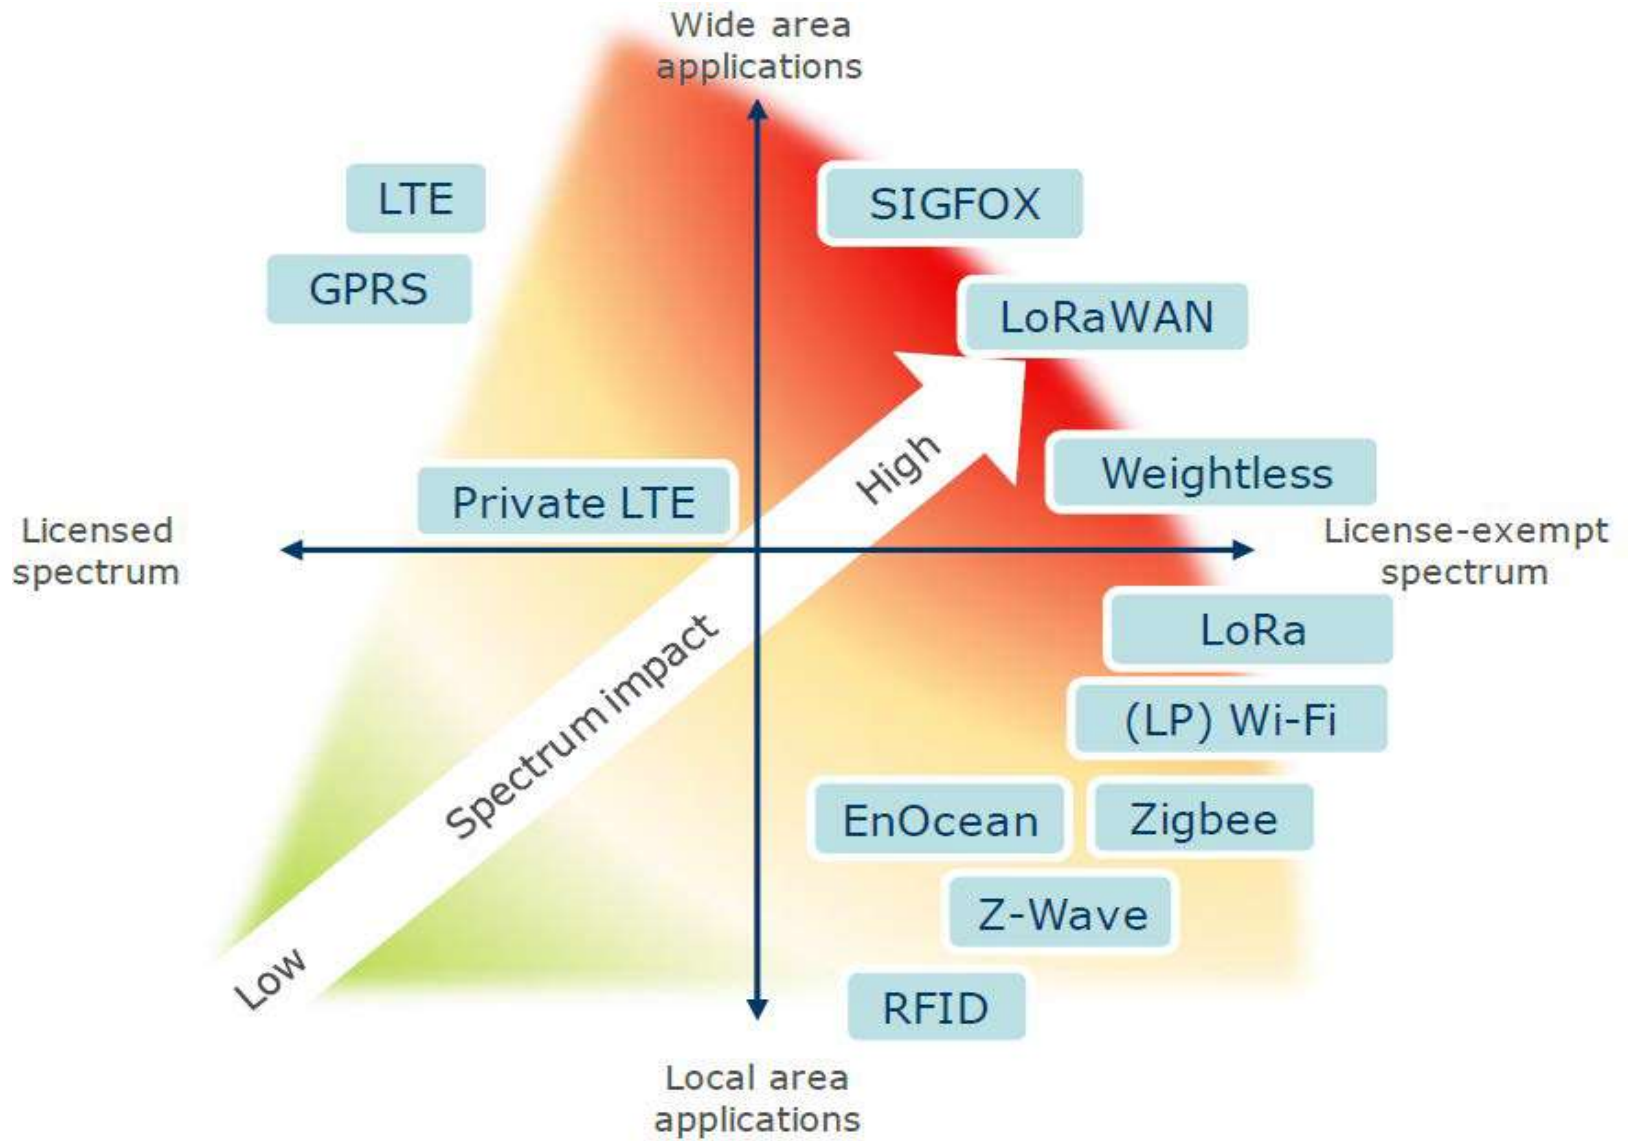 Wide area
applications
LTE
SIGFOX
GPRS
LoRaWAN
High
Weightless
Private LTE
Licensed
spectrum
License-exempt
spectrum
LoRa
Spectrum impact
(LP) Wi-Fi
EnOcean
Zigbee
Z-Wave
Low
RFID
Local area
applications